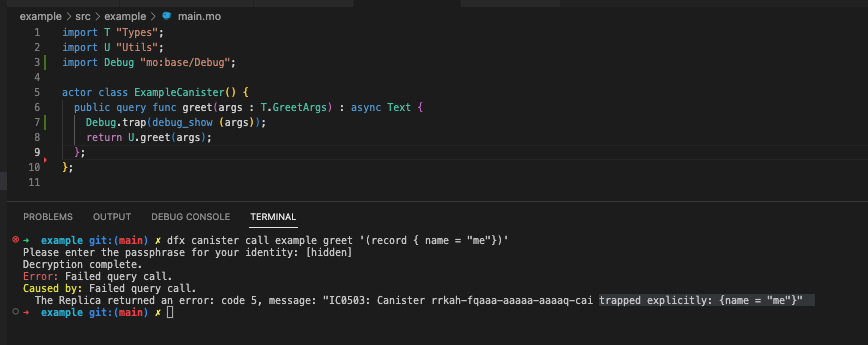 example > src > example > main.mo
1 import T "Types";
2 import U "Utils";
3 import Debug "mo:base/Debug";
4
5 actor class ExampleCanister() {
6 public query func greet(args : T.GreetArgs) : async Text {
7 Debug.trap(debug_show (args));
8 return U.greet(args);
9 };
10 };
11
PROBLEMS OUTPUT DEBUG CONSOLE TERMINAL
→ example git:(main) ✗ dfx canister call example greet '(record { name = "me"})'
Please enter the passphrase for your identity: [hidden]
Decryption complete.
Error: Failed query call.
Caused by: Failed query call.
The Replica returned an error: code 5, message: "IC0503: Canister rrkah-fqaaa-aaaaa-aaaaq-cai trapped explicitly: {name = "me"}"
→ example git:(main) ✗